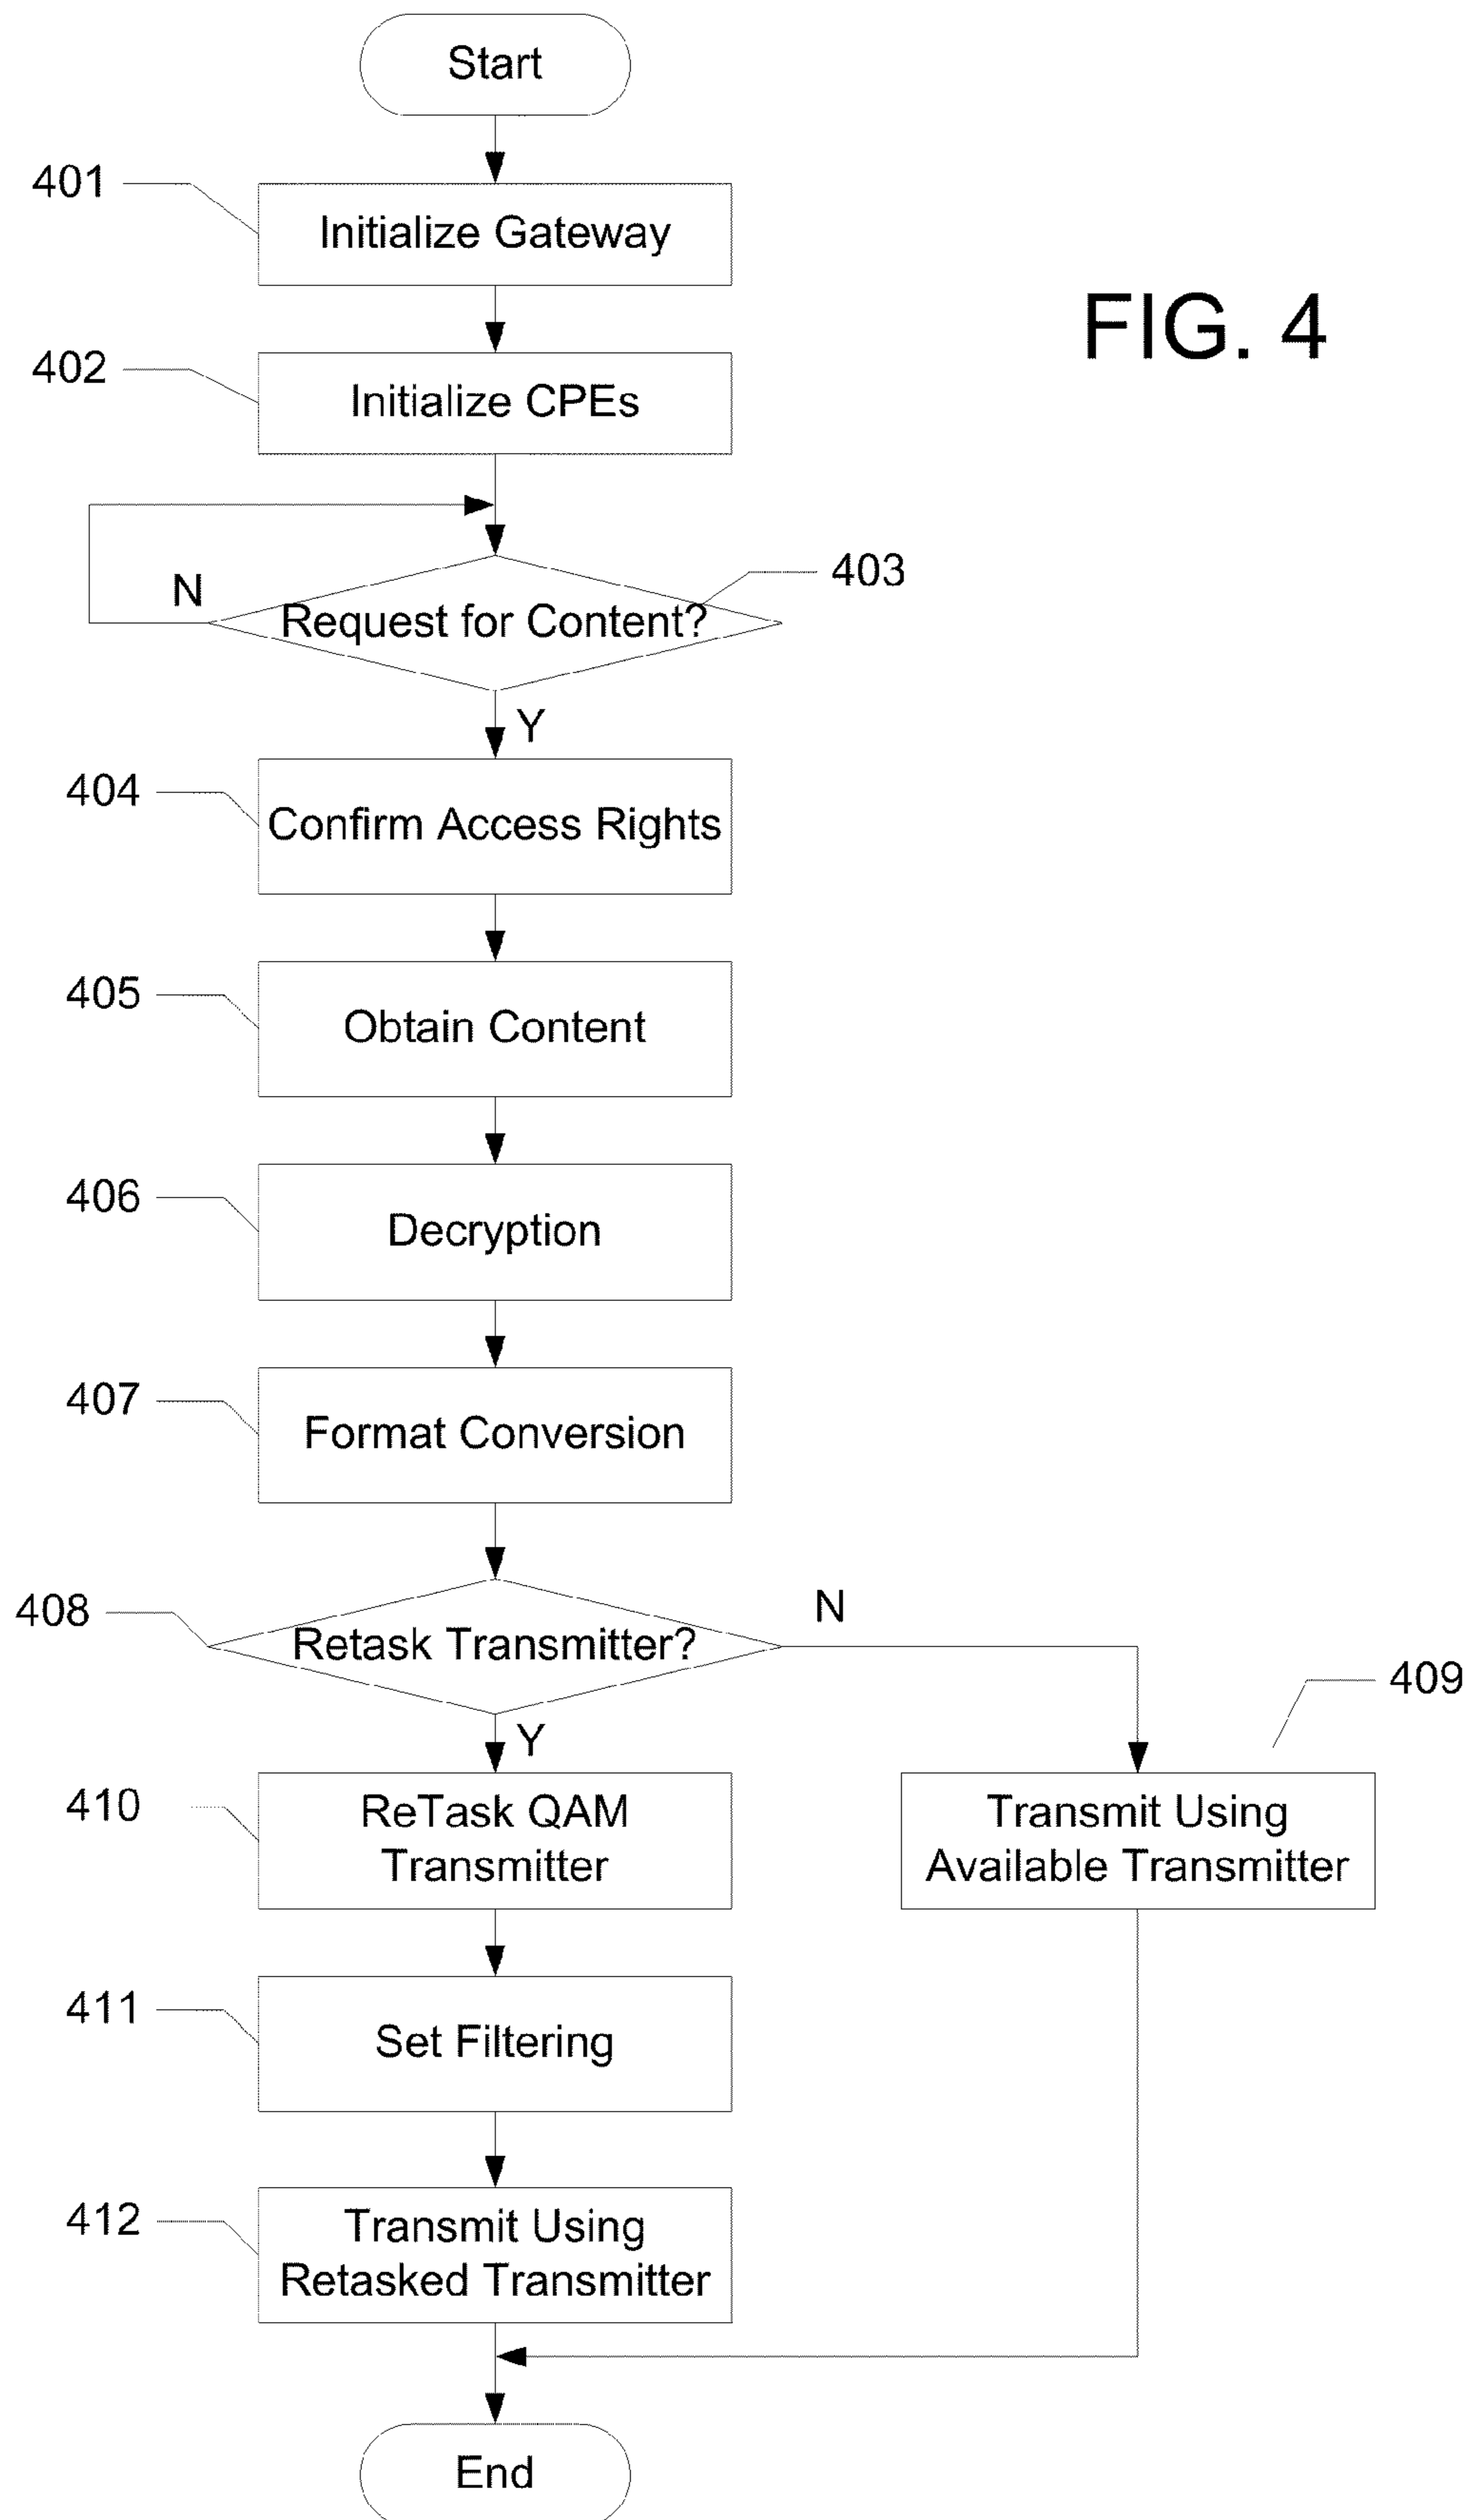 Start
401
Initialize Gateway
FIG. 4
402
Initialize CPEs
403
N
Request for Content?
Y
404
Confirm Access Rights
405
Obtain Content
406
Decryption
407
Format Conversion
408
Retask Transmitter?
N
409
Y
410
ReTask QAM
Transmitter
Transmit Using
Available Transmitter
411
Set Filtering
412
Transmit Using
Retasked Transmitter
End